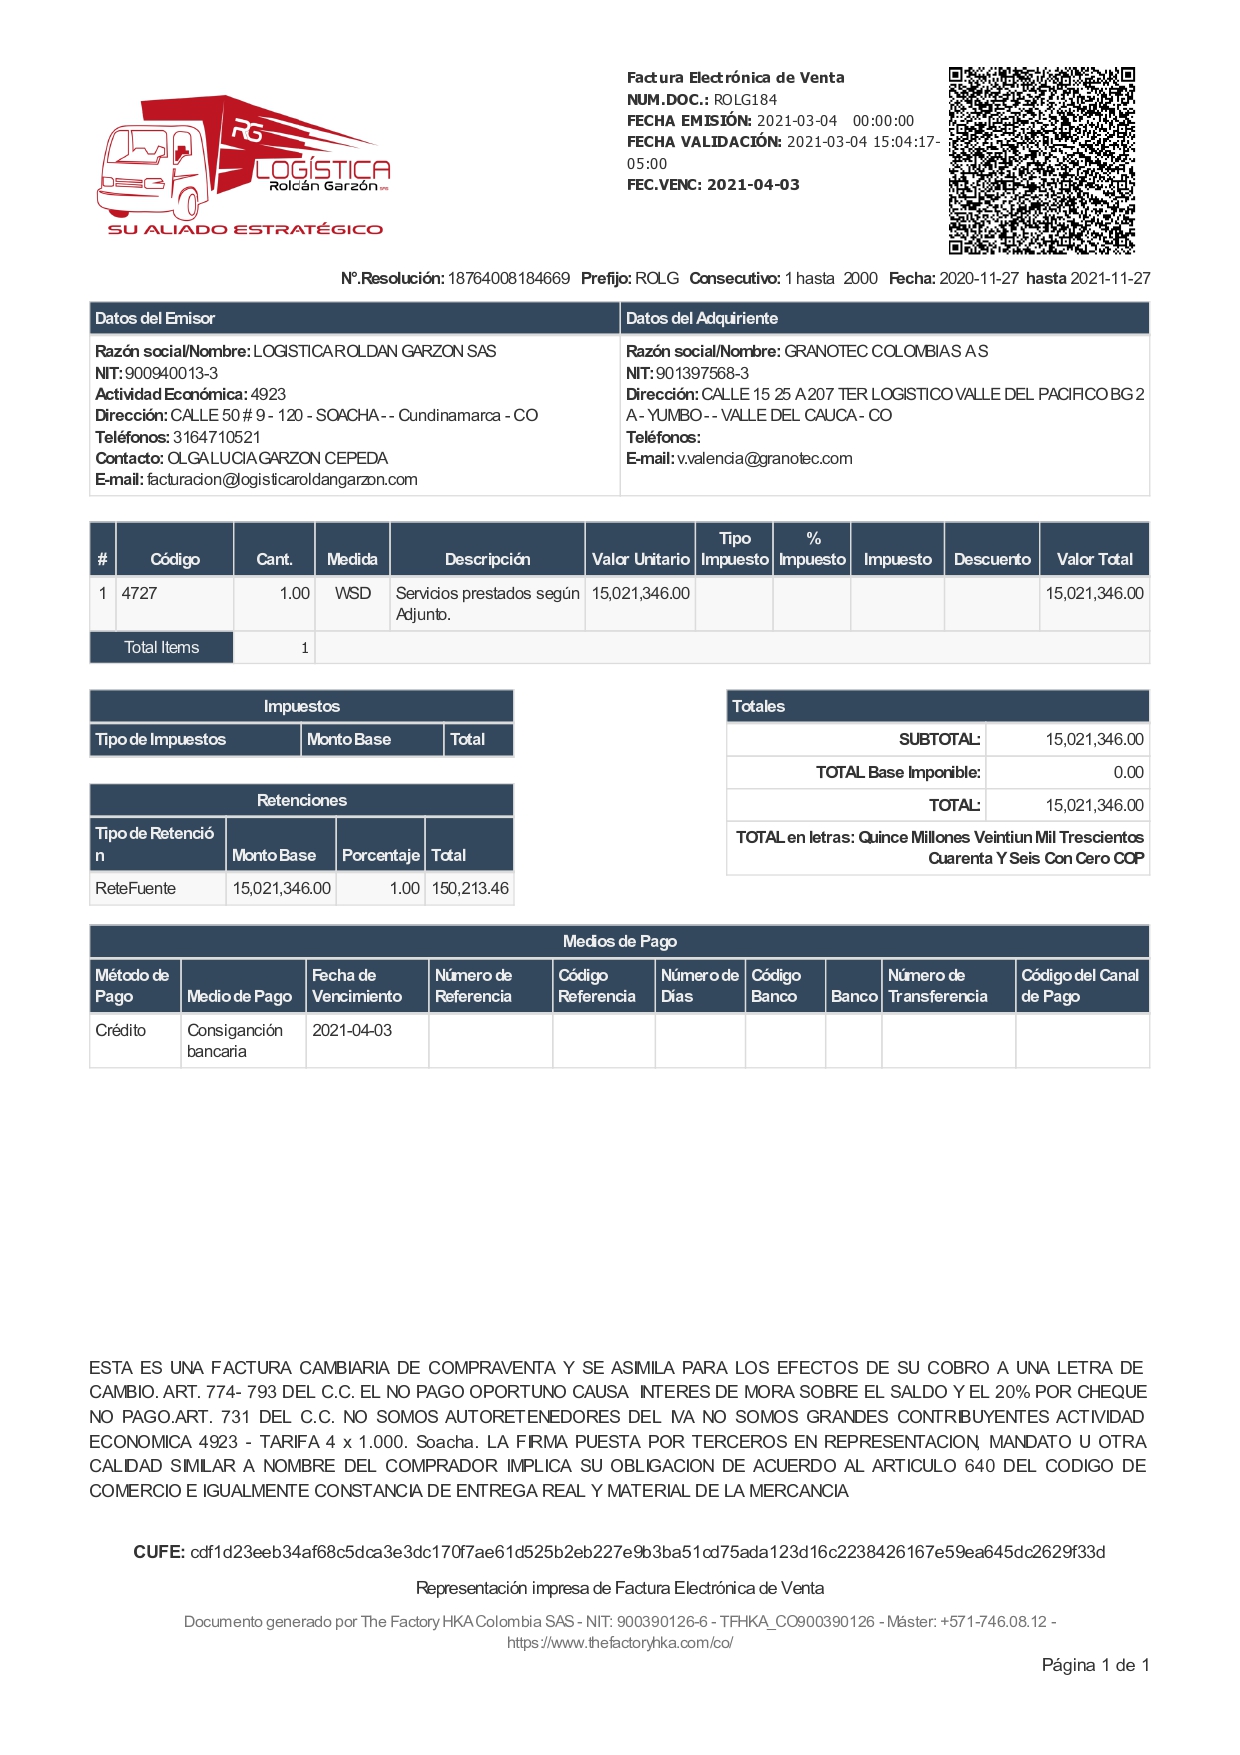 Factura Electrónica de Venta
NUM.DOC.: ROLG184
FECHA EMISIÓN: 2021-03-04 00:00:00
FECHA VALIDACIÓN: 2021-03-04 15:04:17-
05:00
FEC.VENC: 2021-04-03
RG
LOGÍSTICA
Roldán Garzón SAS
SU ALIADO ESTRATÉGICO
N°.Resolución: 18764008184669 Prefijo: ROLG Consecutivo: 1 hasta 2000 Fecha: 2020-11-27 hasta 2021-11-27
Datos del Emisor
Razón social/Nombre: LOGISTICA ROLDAN GARZON SAS
NIT: 900940013-3
Actividad Económica: 4923
Dirección: CALLE 50 # 9 - 120 - SOACHA - - Cundinamarca - CO
Teléfonos: 3164710521
Contacto: OLGA LUCIA GARZON CEPEDA
E-mail: facturacion@logisticaroldangarzon.com
Datos del Adquiriente
Razón social/Nombre: GRANOTEC COLOMBIA S A S
NIT: 901397568-3
Dirección: CALLE 15 25 A 207 TER LOGISTICO VALLE DEL PACIFICO BG 2
A - YUMBO - - VALLE DEL CAUCA - CO
Teléfonos:
E-mail: v.valencia@granotec.com
# Código Cant. Medida Descripción Valor Unitario Tipo Impuesto % Impuesto Impuesto Descuento Valor Total
1 4727 1.00 WSD Servicios prestados según 15,021,346.00 15,021,346.00
Adjunto.
Total Items 1
Impuestos
Tipo de Impuestos Monto Base Total
Retenciones
Tipo de Retenció
n Monto Base Porcentaje Total
ReteFuente 15,021,346.00 1.00 150,213.46
Totales
SUBTOTAL: 15,021,346.00
TOTAL Base Imponible: 0.00
TOTAL: 15,021,346.00
TOTAL en letras: Quince Millones Veintiun Mil Trescientos
Cuarenta Y Seis Con Cero COP
Medios de Pago
Método de Pago Medio de Pago Fecha de Vencimiento Número de Referencia Código Referencia Número de Días Código Banco Banco Número de Transferencia Código del Canal de Pago
Crédito Consigación 2021-04-03
bancaria
ESTA ES UNA FACTURA CAMBIARIA DE COMPRAVENTA Y SE ASIMILA PARA LOS EFECTOS DE SU COBRO A UNA LETRA DE
CAMBIO. ART. 774- 793 DEL C.C. EL NO PAGO OPORTUNO CAUSA INTERES DE MORA SOBRE EL SALDO Y EL 20% POR CHEQUE
NO PAGO.ART. 731 DEL C.C. NO SOMOS AUTORETENEDORES DEL IVA NO SOMOS GRANDES CONTRIBUYENTES ACTIVIDAD
ECONOMICA 4923 - TARIFA 4 x 1.000. Soacha. LA FIRMA PUESTA POR TERCEROS EN REPRESENTACION, MANDATO U OTRA
CALIDAD SIMILAR A NOMBRE DEL COMPRADOR IMPLICA SU OBLIGACION DE ACUERDO AL ARTICULO 640 DEL CODIGO DE
COMERCIO E IGUALMENTE CONSTANCIA DE ENTREGA REAL Y MATERIAL DE LA MERCANCIA
CUFE: cdf1d23eeb34af68c5dca3e3dc170f7ae61d525b2eb227e9b3ba51cd75ada123d16c2238426167e59ea645dc2629f33d
Representación impresa de Factura Electrónica de Venta
Documento generado por The Factory HKA Colombia SAS - NIT: 900390126-6 - TFHKA_CO900390126 - Máster: +571-746.08.12 -
https://www.thefactoryhka.com/co/
Página 1 de 1